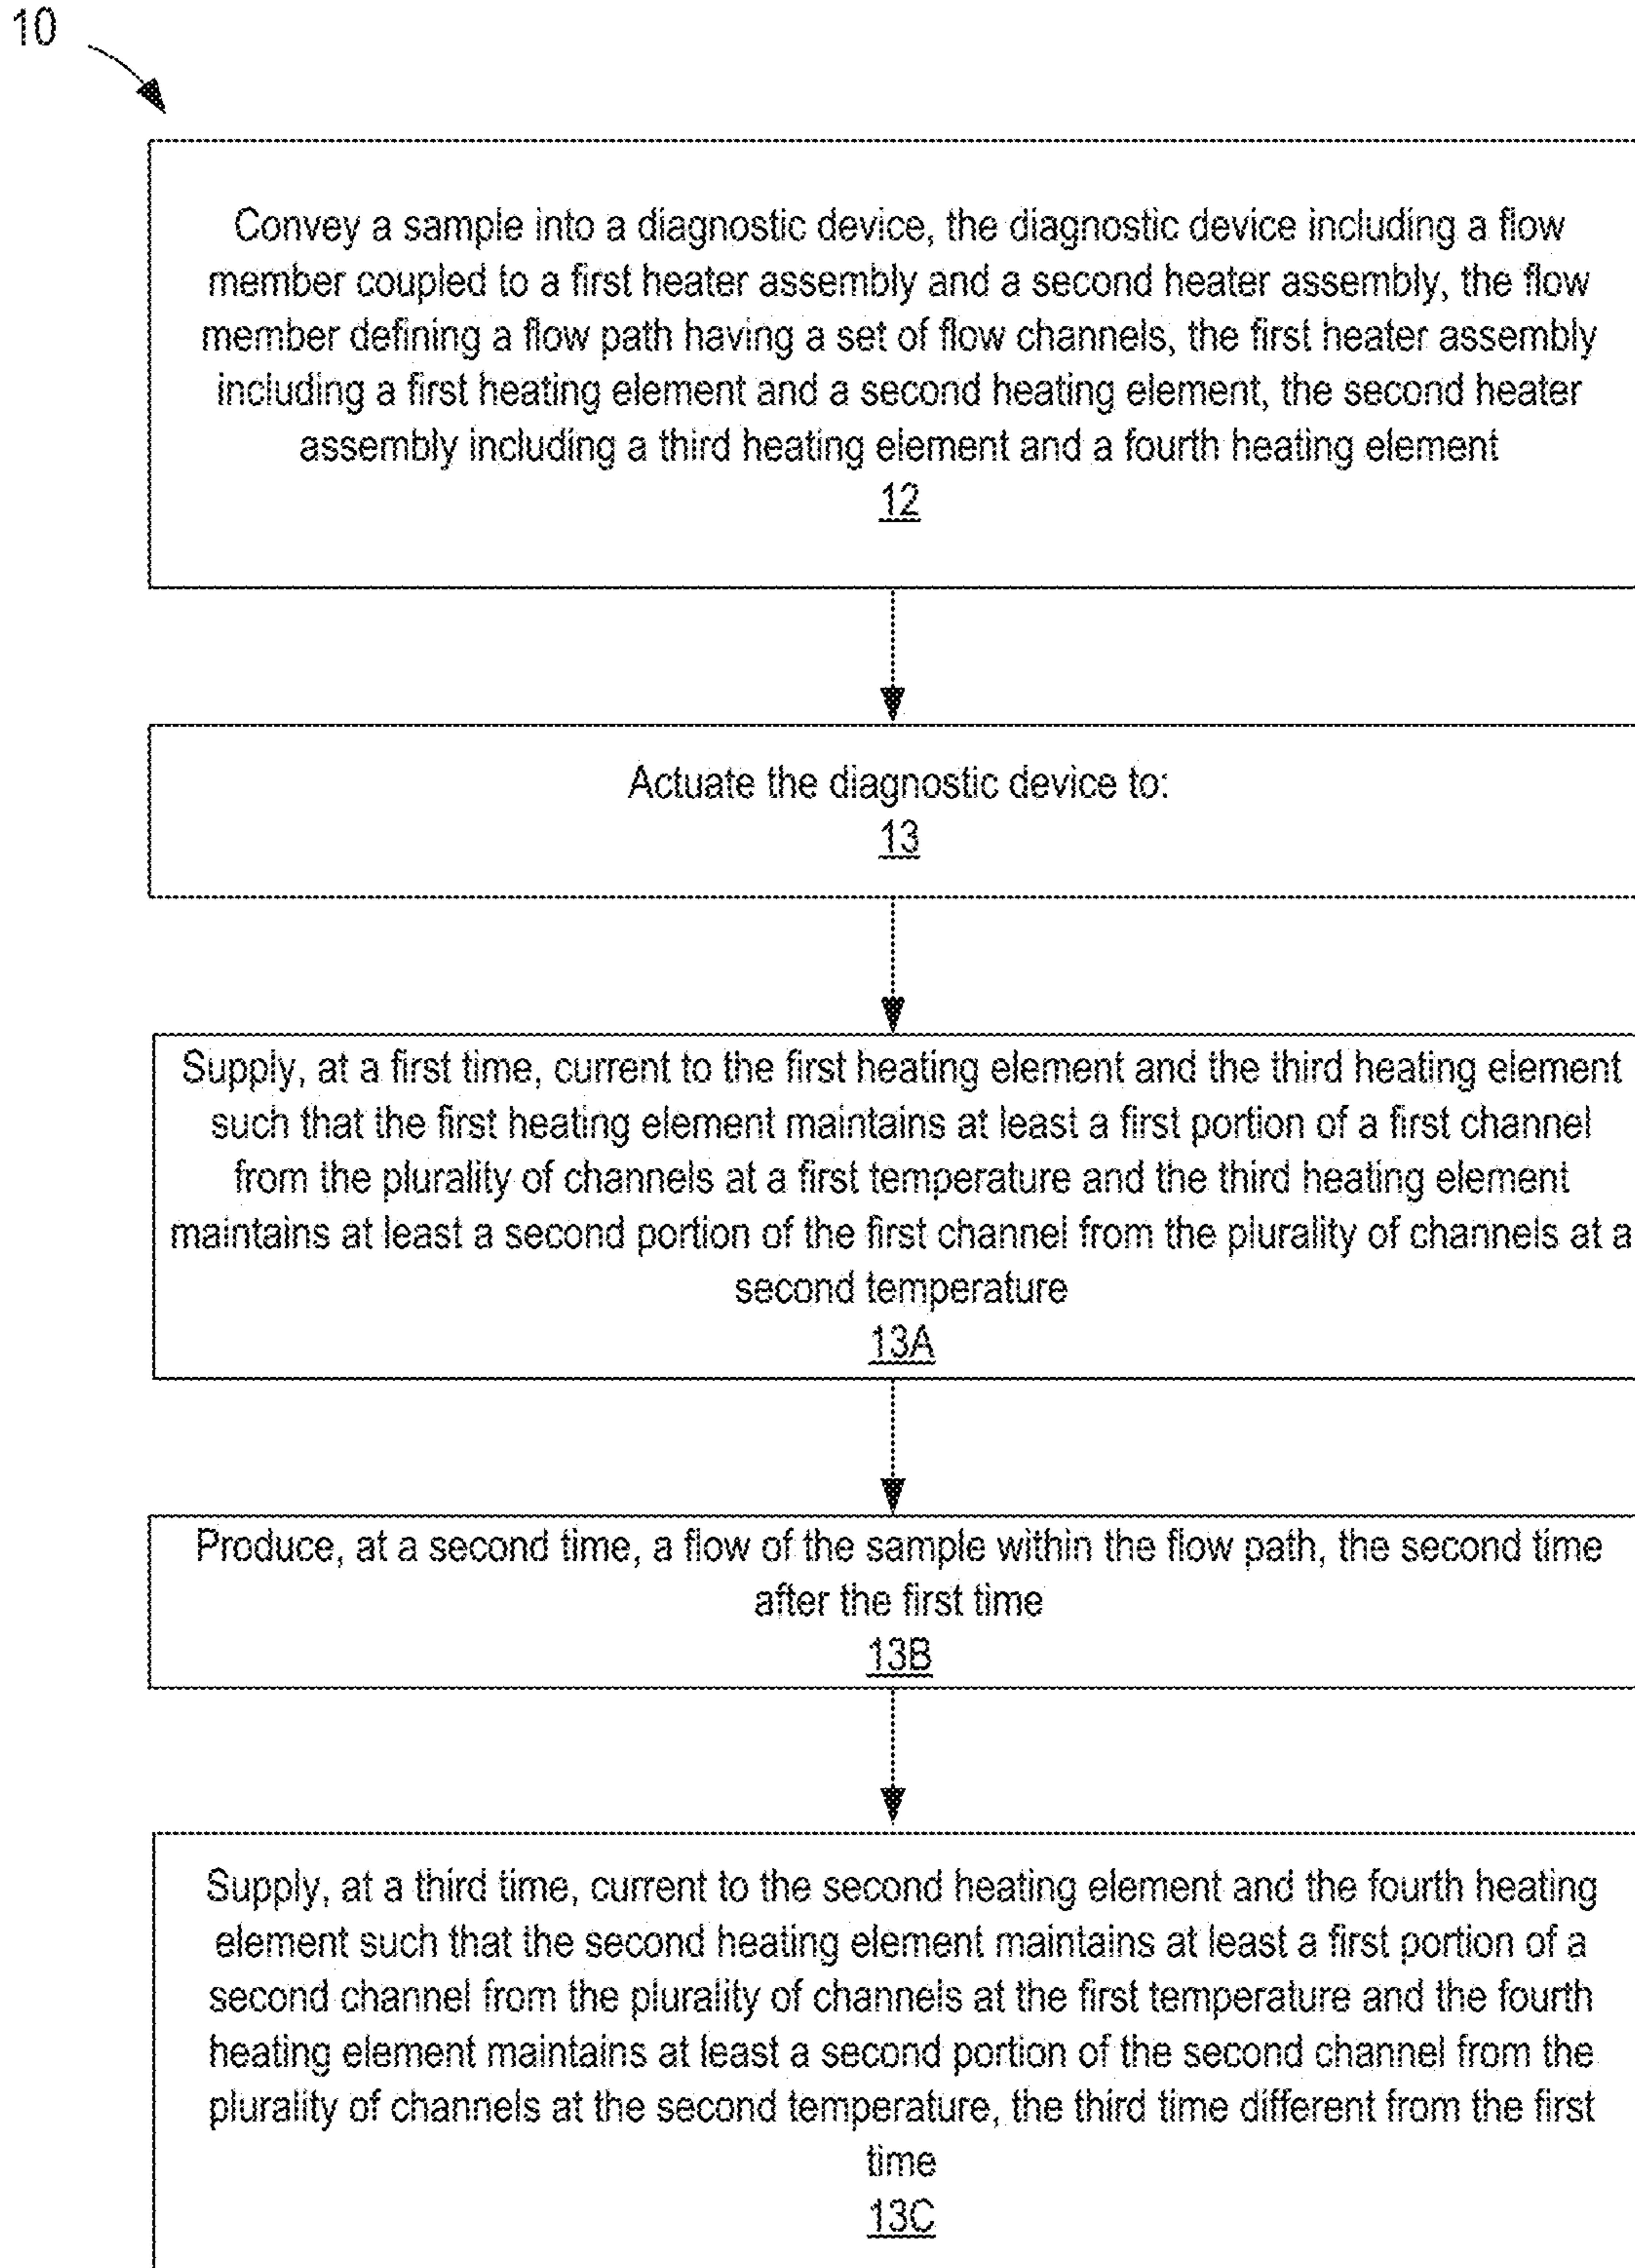 10
Convey a sample into a diagnostic device, the diagnostic device including a flow
member coupled to a first heater assembly and a second heater assembly, the flow
member defining a flow path having a set of flow channels, the first heater assembly
including a first heating element and a second heating element, the second heater
assembly including a third heating element and a fourth heating element
12
Actuate the diagnostic device to:
13
Supply, at a first time, current to the first heating element and the third heating element
such that the first heating element maintains at least a first portion of a first channel
from the plurality of channels at a first temperature and the third heating element
maintains at least a second portion of the first channel from the plurality of channels at a
second temperature
13A
Produce, at a second time, a flow of the sample within the flow path, the second time
after the first time
13B
Supply, at a third time, current to the second heating element and the fourth heating
element such that the second heating element maintains at least a first portion of a
second channel from the plurality of channels at the first temperature and the fourth
heating element maintains at least a second portion of the second channel from the
plurality of channels at the second temperature, the third time different from the first
time
13C